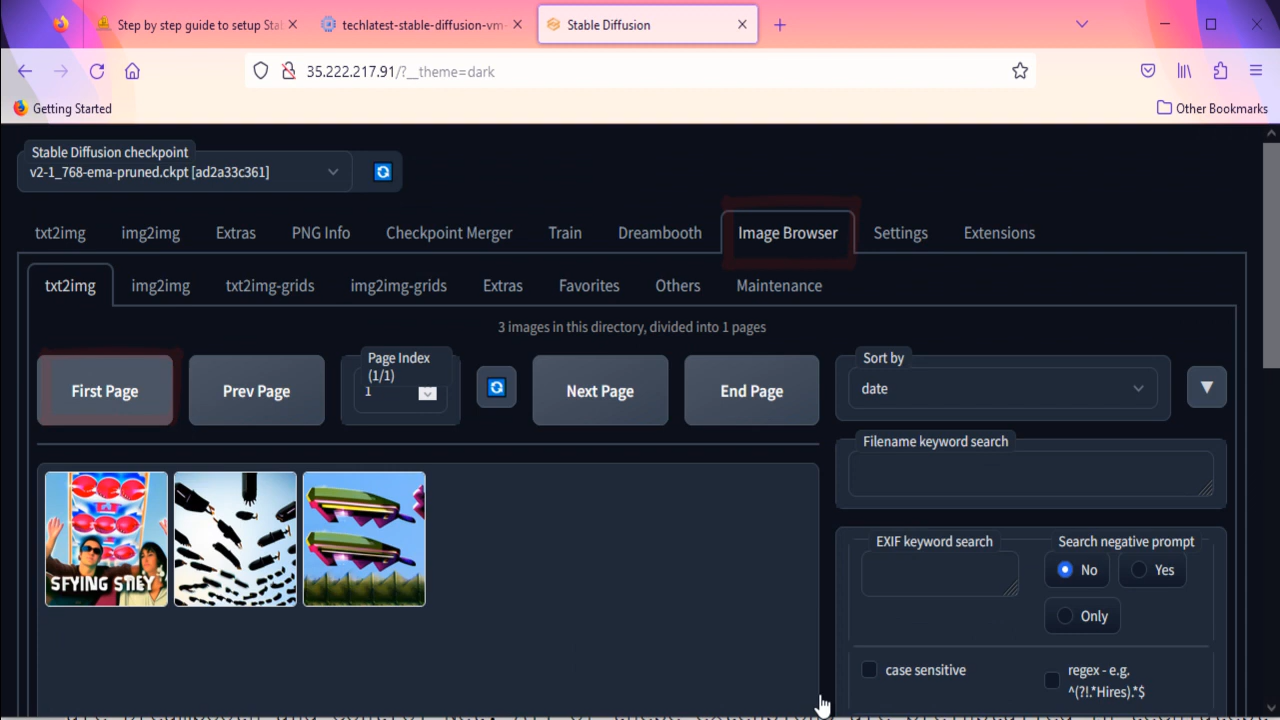 Step by step guide to setup Sta
techlatest-stable-diffusion-vm-
Stable Diffusion
35.222.217.91/?__theme=dark
Getting Started
Other Bookmarks
Stable Diffusion checkpoint
v2-1_768-ema-pruned.ckpt [ad2a33c361]
txt2img img2img Extras PNG Info Checkpoint Merger Train Dreambooth Image Browser Settings Extensions
txt2img img2img txt2img-grids img2img-grids Extras Favorites Others Maintenance
3 images in this directory, divided into 1 pages
First Page
Prev Page
Page Index
(1/1)
1
Next Page
End Page
Sort by
date
▼
Filename keyword search
SFYING STIEY
EXIF keyword search
Search negative prompt
No
Yes
Only
case sensitive
regex - e.g.
^(?!.*Hires).*$